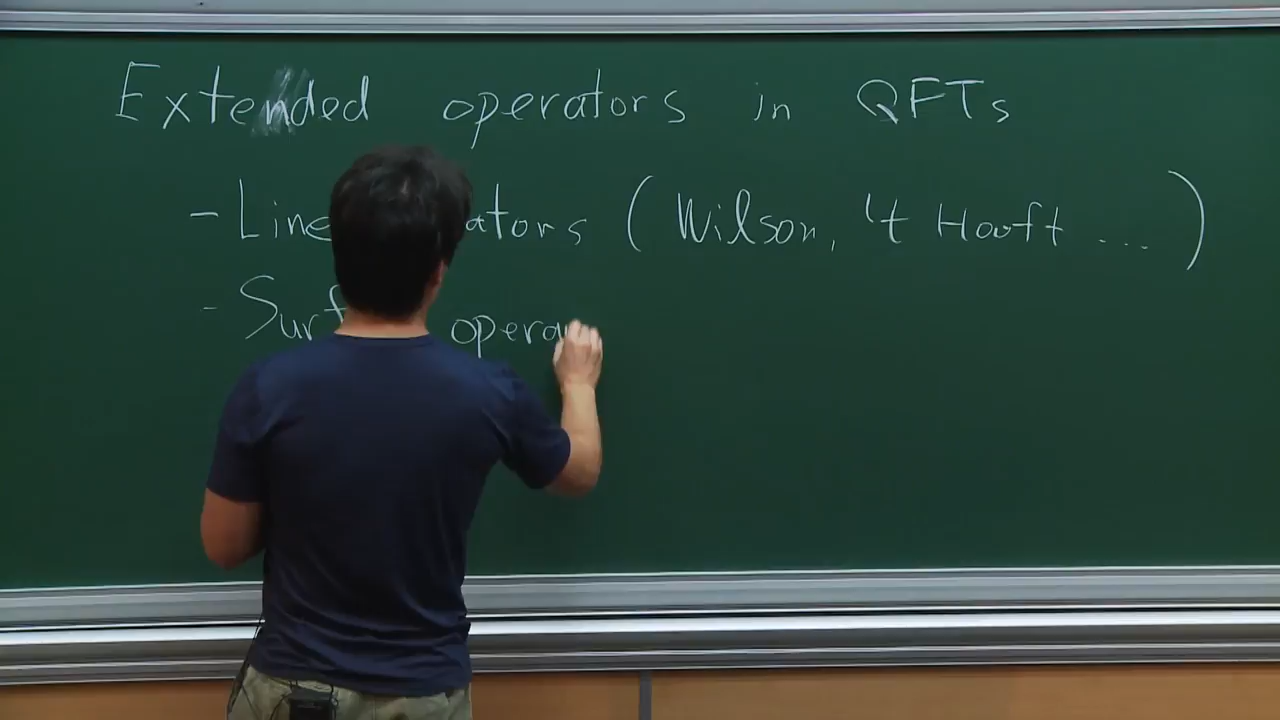 Extended operators in QFTs
- Line ators (Wilson, 't Hooft ... )
- Surf opera